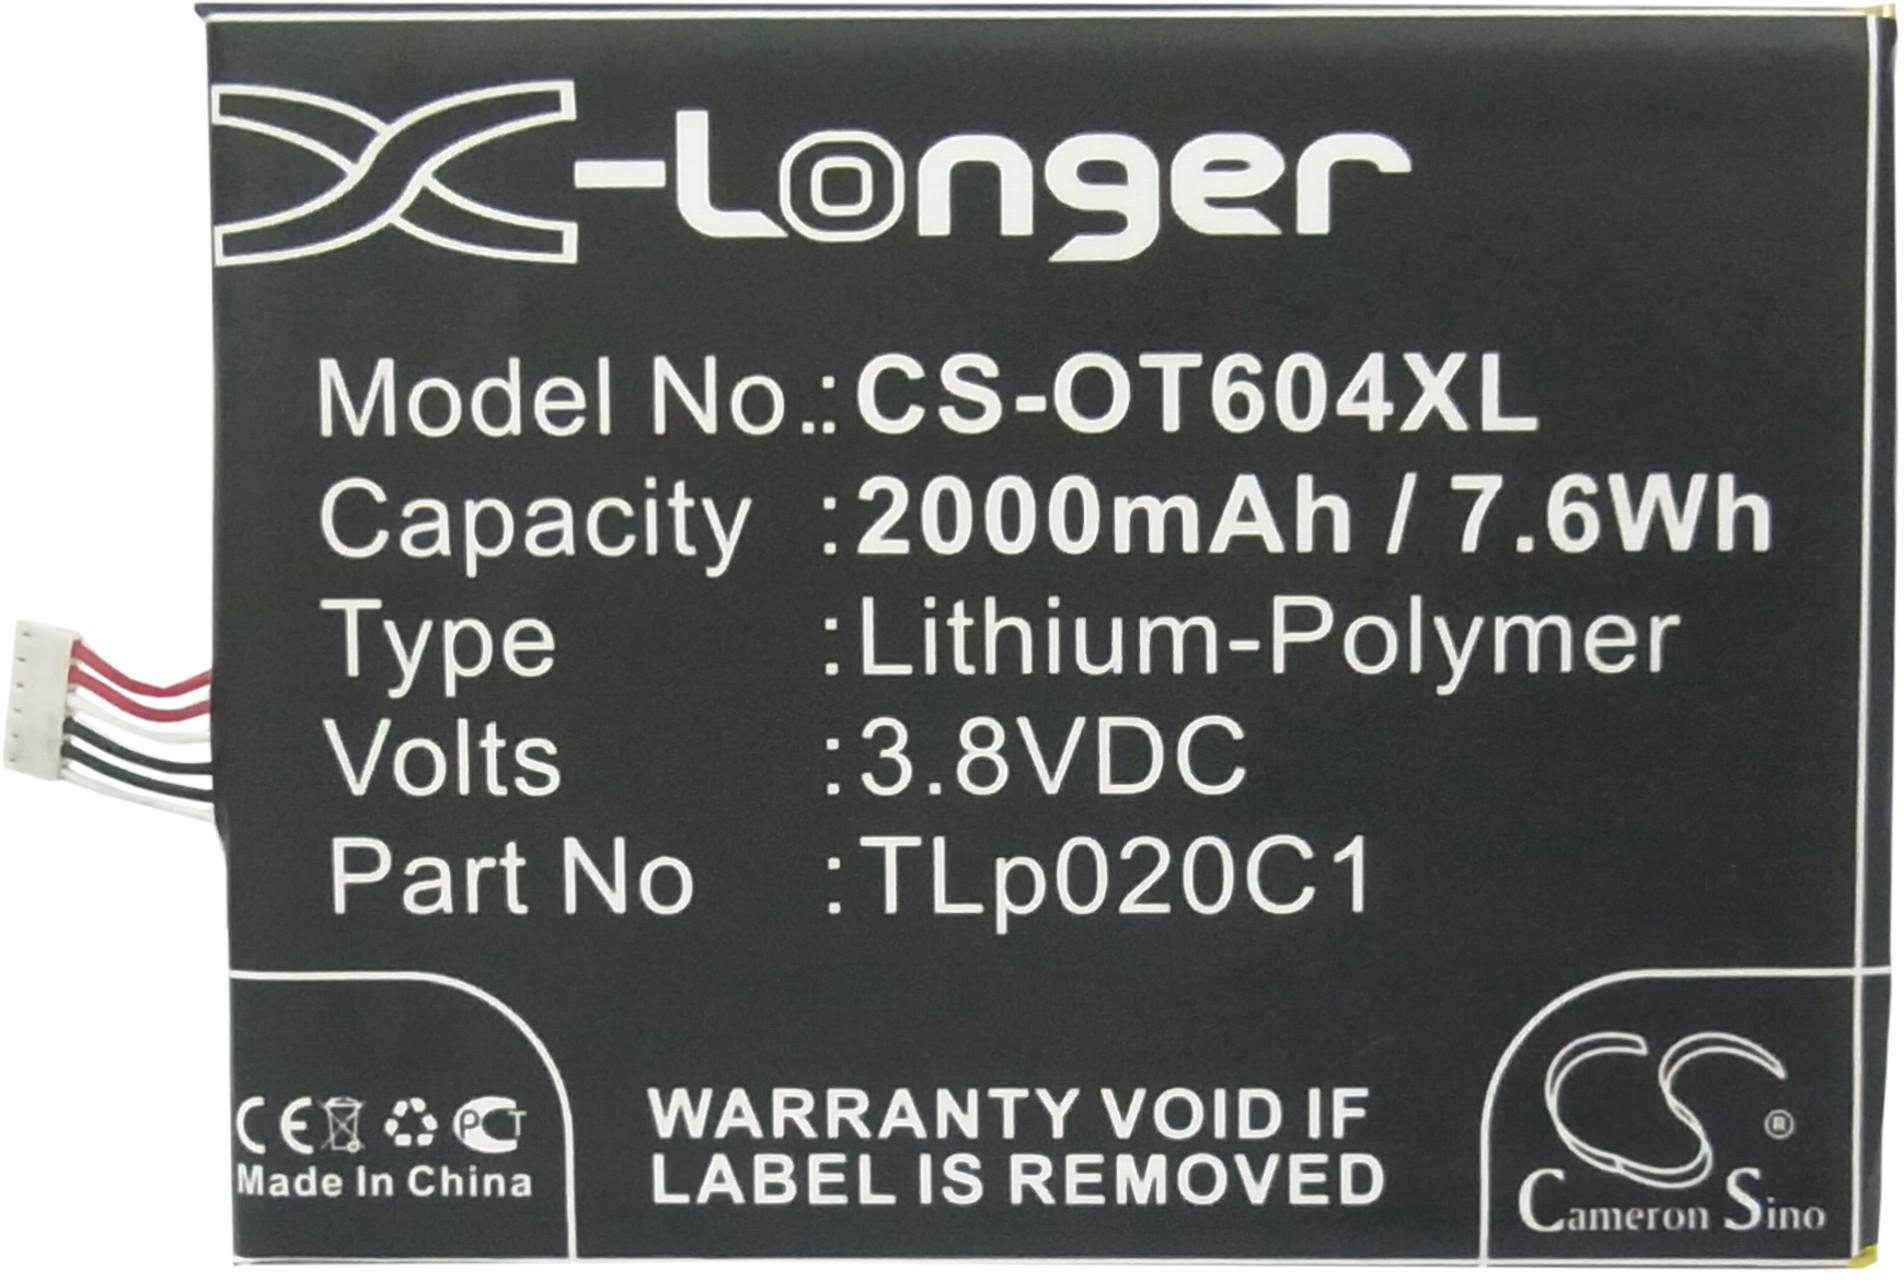 X-Longer
Model No.: CS-OT604XL
Capacity : 2000mAh / 7.6Wh
Type : Lithium-Polymer
Volts : 3.8VDC
Part No : TLp020C1
CE PCT
Made In China
WARRANTY VOID IF
LABEL IS REMOVED
CS ®
Cameron Sino